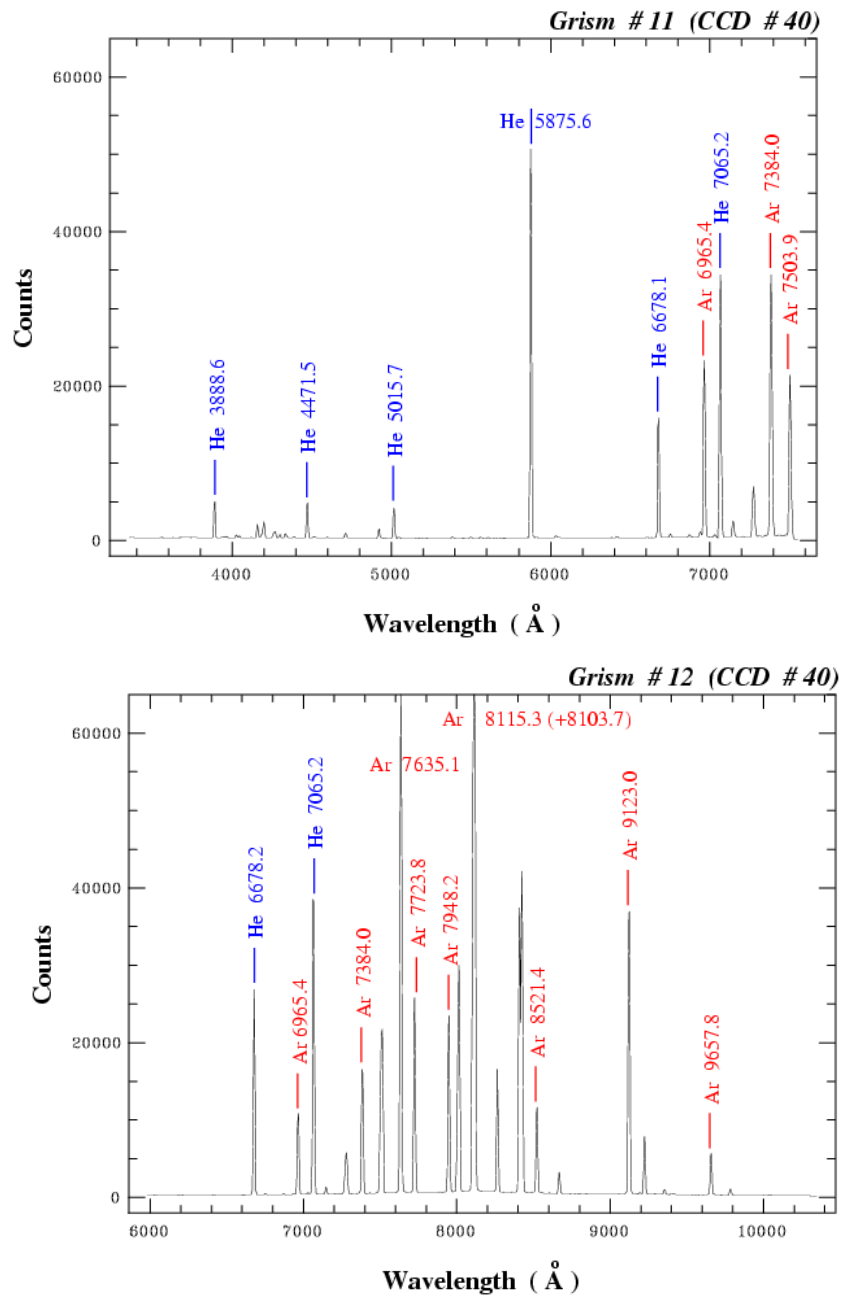 Grism # 11 (CCD # 40)
60000
40000
20000
0
Counts
He 3888.6
He 4471.5
He 5015.7
He 5875.6
He 6678.1
Ar 6965.4
He 7065.2
Ar 7384.0
Ar 7503.9
4000 5000 6000 7000
Wavelength ( Å )
Grism # 12 (CCD # 40)
60000
40000
20000
0
Counts
He 6678.2
Ar 6965.4
He 7065.2
Ar 7384.0
Ar 7635.1
Ar 7723.8
Ar 7948.2
Ar 8115.3 (+8103.7)
Ar 8521.4
Ar 9123.0
Ar 9657.8
6000 7000 8000 9000 10000
Wavelength ( Å )